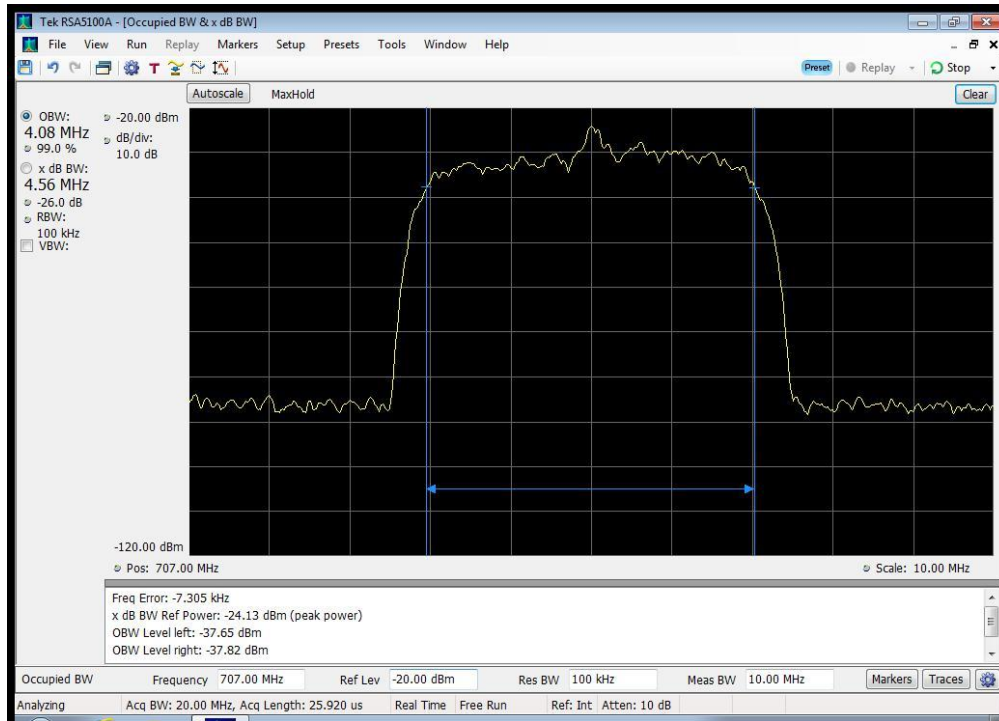 Tek RSA5100A - [Occupied BW & x dB BW]
File View Run Replay Markers Setup Presets Tools Window Help
T Preset Replay Stop
Autoscale MaxHold Clear
OBW:
4.08 MHz
99.0 %
x dB BW:
4.56 MHz
-26.0 dB
RBW:
100 kHz
VBW:
-20.00 dBm
dB/div:
10.0 dB
-120.00 dBm
Pos: 707.00 MHz Scale: 10.00 MHz
Freq Error: -7.305 kHz
x dB BW Ref Power: -24.13 dBm (peak power)
OBW Level left: -37.65 dBm
OBW Level right: -37.82 dBm
Occupied BW Frequency 707.00 MHz Ref Lev -20.00 dBm Res BW 100 kHz Meas BW 10.00 MHz Markers Traces
Analyzing Acq BW: 20.00 MHz, Acq Length: 25.920 us Real Time Free Run Ref: Int Atten: 10 dB